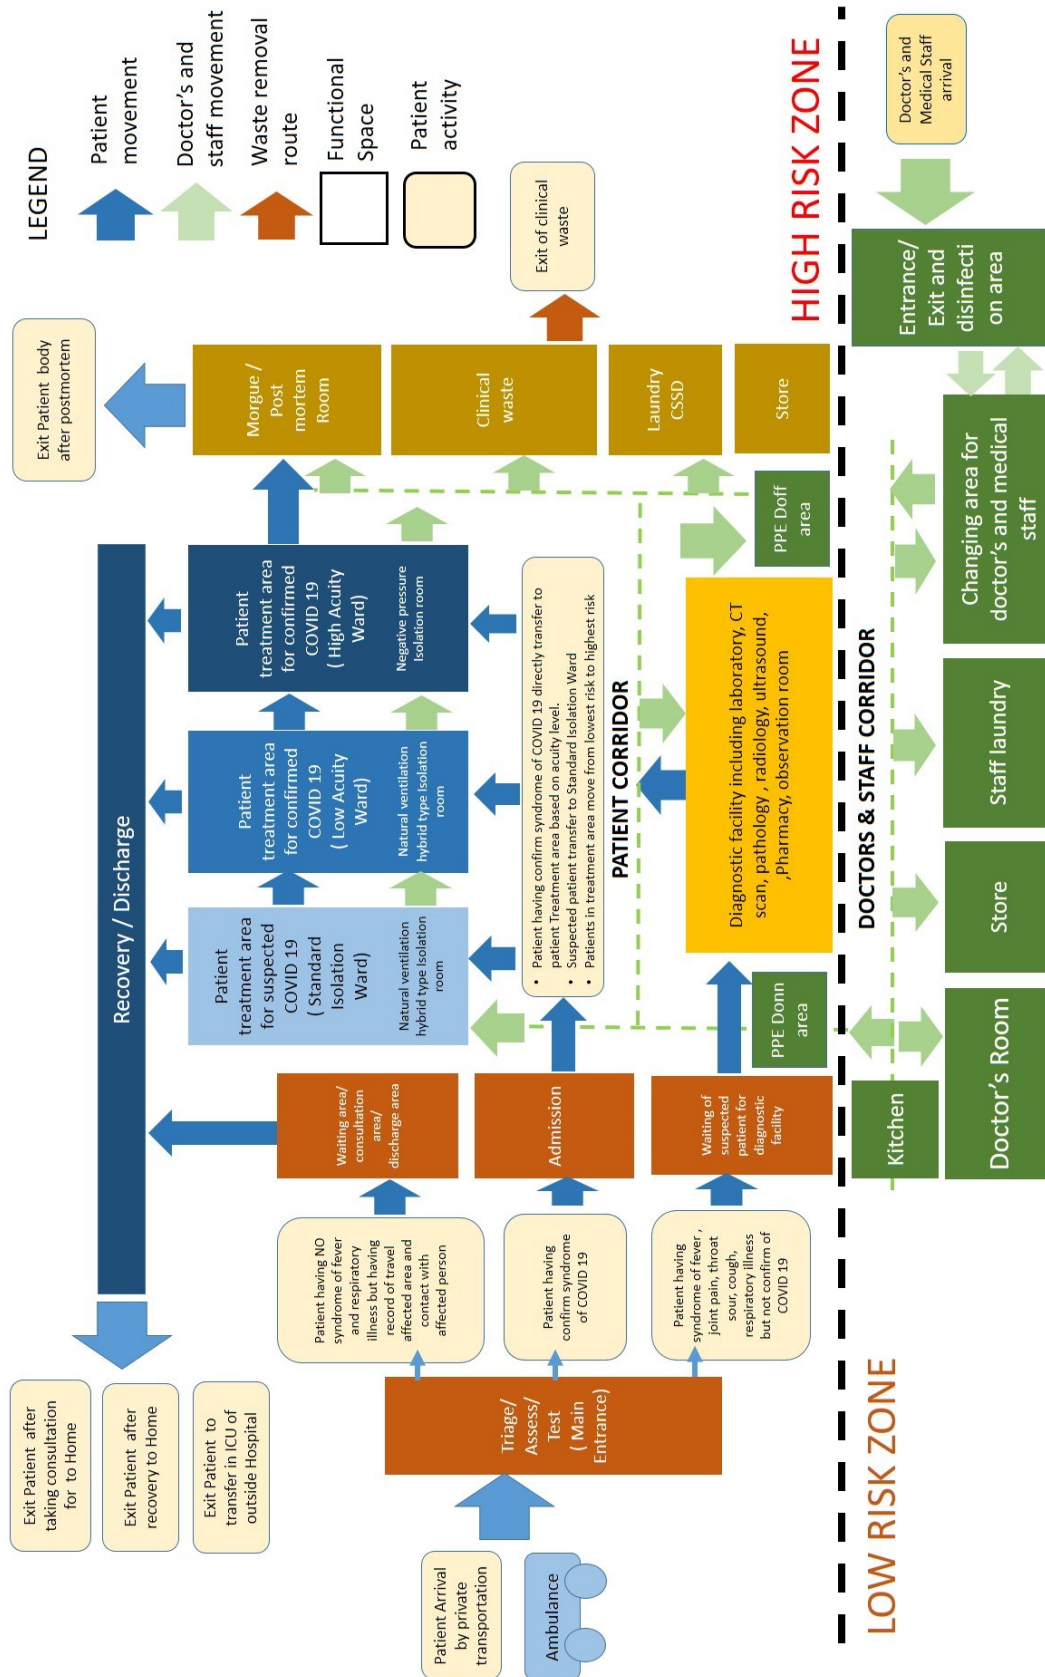 LEGEND
Patient
movement
Doctor's and
staff movement
Waste removal
route
Functional
Space
Patient
activity
Exit Patient after
taking consultation
for to Home
Exit Patient after
recovery to Home
Exit Patient to
transfer in ICU of
outside Hospital
Recovery / Discharge
Exit Patient body
after postmortem
Patient Arrival
by private
transportation
Ambulance
Triage/
Assess/
Test
( Main
Entrance)
Patient having NO
syndrome of fever
and respiratory
illness but having
record of travel
affected area and
contact with
affected person
Patient having
confirm syndrome
of COVID 19
Patient having
syndrome of fever ,
joint pain, throat
sour, cough,
respiratory illness
but not confirm of
COVID 19
Waiting area/
consultation
area/
discharge area
Admission
Waiting of
suspected
patient for
diagnostic
facility
Patient
treatment area
for suspected
COVID 19
( Standard
Isolation
Ward)
Natural ventilation
hybrid type Isolation
room
Patient
treatment area
for confirmed
COVID 19
( Low Acuity
Ward)
Natural ventilation
hybrid type Isolation
room
Patient
treatment area
for confirmed
COVID 19
( High Acuity
Ward)
Negative pressure
Isolation room
Morgue /
Post
mortem
Room
Clinical
waste
Laundry
CSSD
Store
Exit of clinical
waste
• Patient having confirm syndrome of COVID 19 directly transfer to
patient Treatment area based on acuity level.
• Suspected patient transfer to Standard Isolation Ward
• Patients in treatment area move from lowest risk to highest risk
PATIENT CORRIDOR
PPE Donn
area
Diagnostic facility including laboratory, CT
scan, pathology , radiology, ultrasound,
,Pharmacy, observation room
PPE Doff
area
HIGH RISK ZONE
LOW RISK ZONE
DOCTORS & STAFF CORRIDOR
Kitchen
Doctor's Room
Store
Staff laundry
Changing area for
doctor's and medical
staff
Entrance/
Exit and
disinfecti
on area
Doctor's and
Medical Staff
arrival